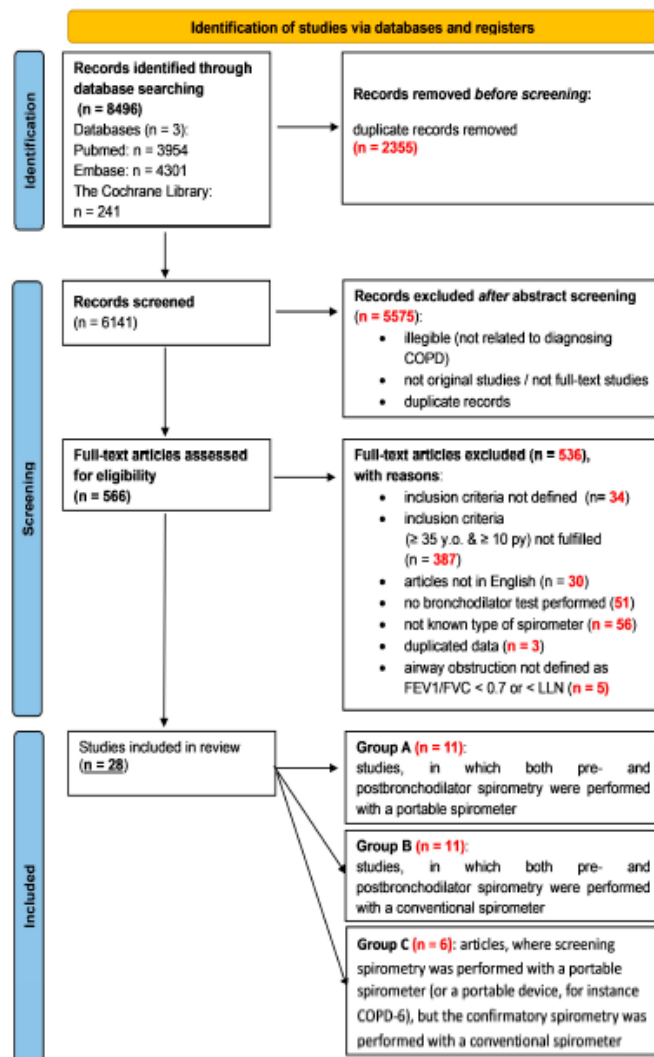 Identification of studies via databases and registers
Identification
Records identified through
database searching
(n = 8496)
Databases (n = 3):
Pubmed: n = 3954
Embase: n = 4301
The Cochrane Library:
n = 241
Records removed before screening:
duplicate records removed
(n = 2355)
Screening
Records screened
(n = 6141)
Records excluded after abstract screening
(n = 5575):
• illegible (not related to diagnosing
COPD)
• not original studies / not full-text studies
• duplicate records
Full-text articles assessed
for eligibility
(n = 566)
Full-text articles excluded (n = 536),
with reasons:
• inclusion criteria not defined (n= 34)
• inclusion criteria
(≥ 35 y.o. & ≥ 10 py) not fulfilled
(n = 387)
• articles not in English (n = 30)
• no bronchodilator test performed (51)
• not known type of spirometer (n = 56)
• duplicated data (n = 3)
• airway obstruction not defined as
FEV1/FVC < 0.7 or < LLN (n = 5)
Included
Studies included in review
(n = 28)
Group A (n = 11):
studies, in which both pre- and
postbronchodilator spirometry were performed
with a portable spirometer
Group B (n = 11):
studies, in which both pre- and
postbronchodilator spirometry were performed
with a conventional spirometer
Group C (n = 6): articles, where screening
spirometry was performed with a portable
spirometer (or a portable device, for instance
COPD-6), but the confirmatory spirometry was
performed with a conventional spirometer